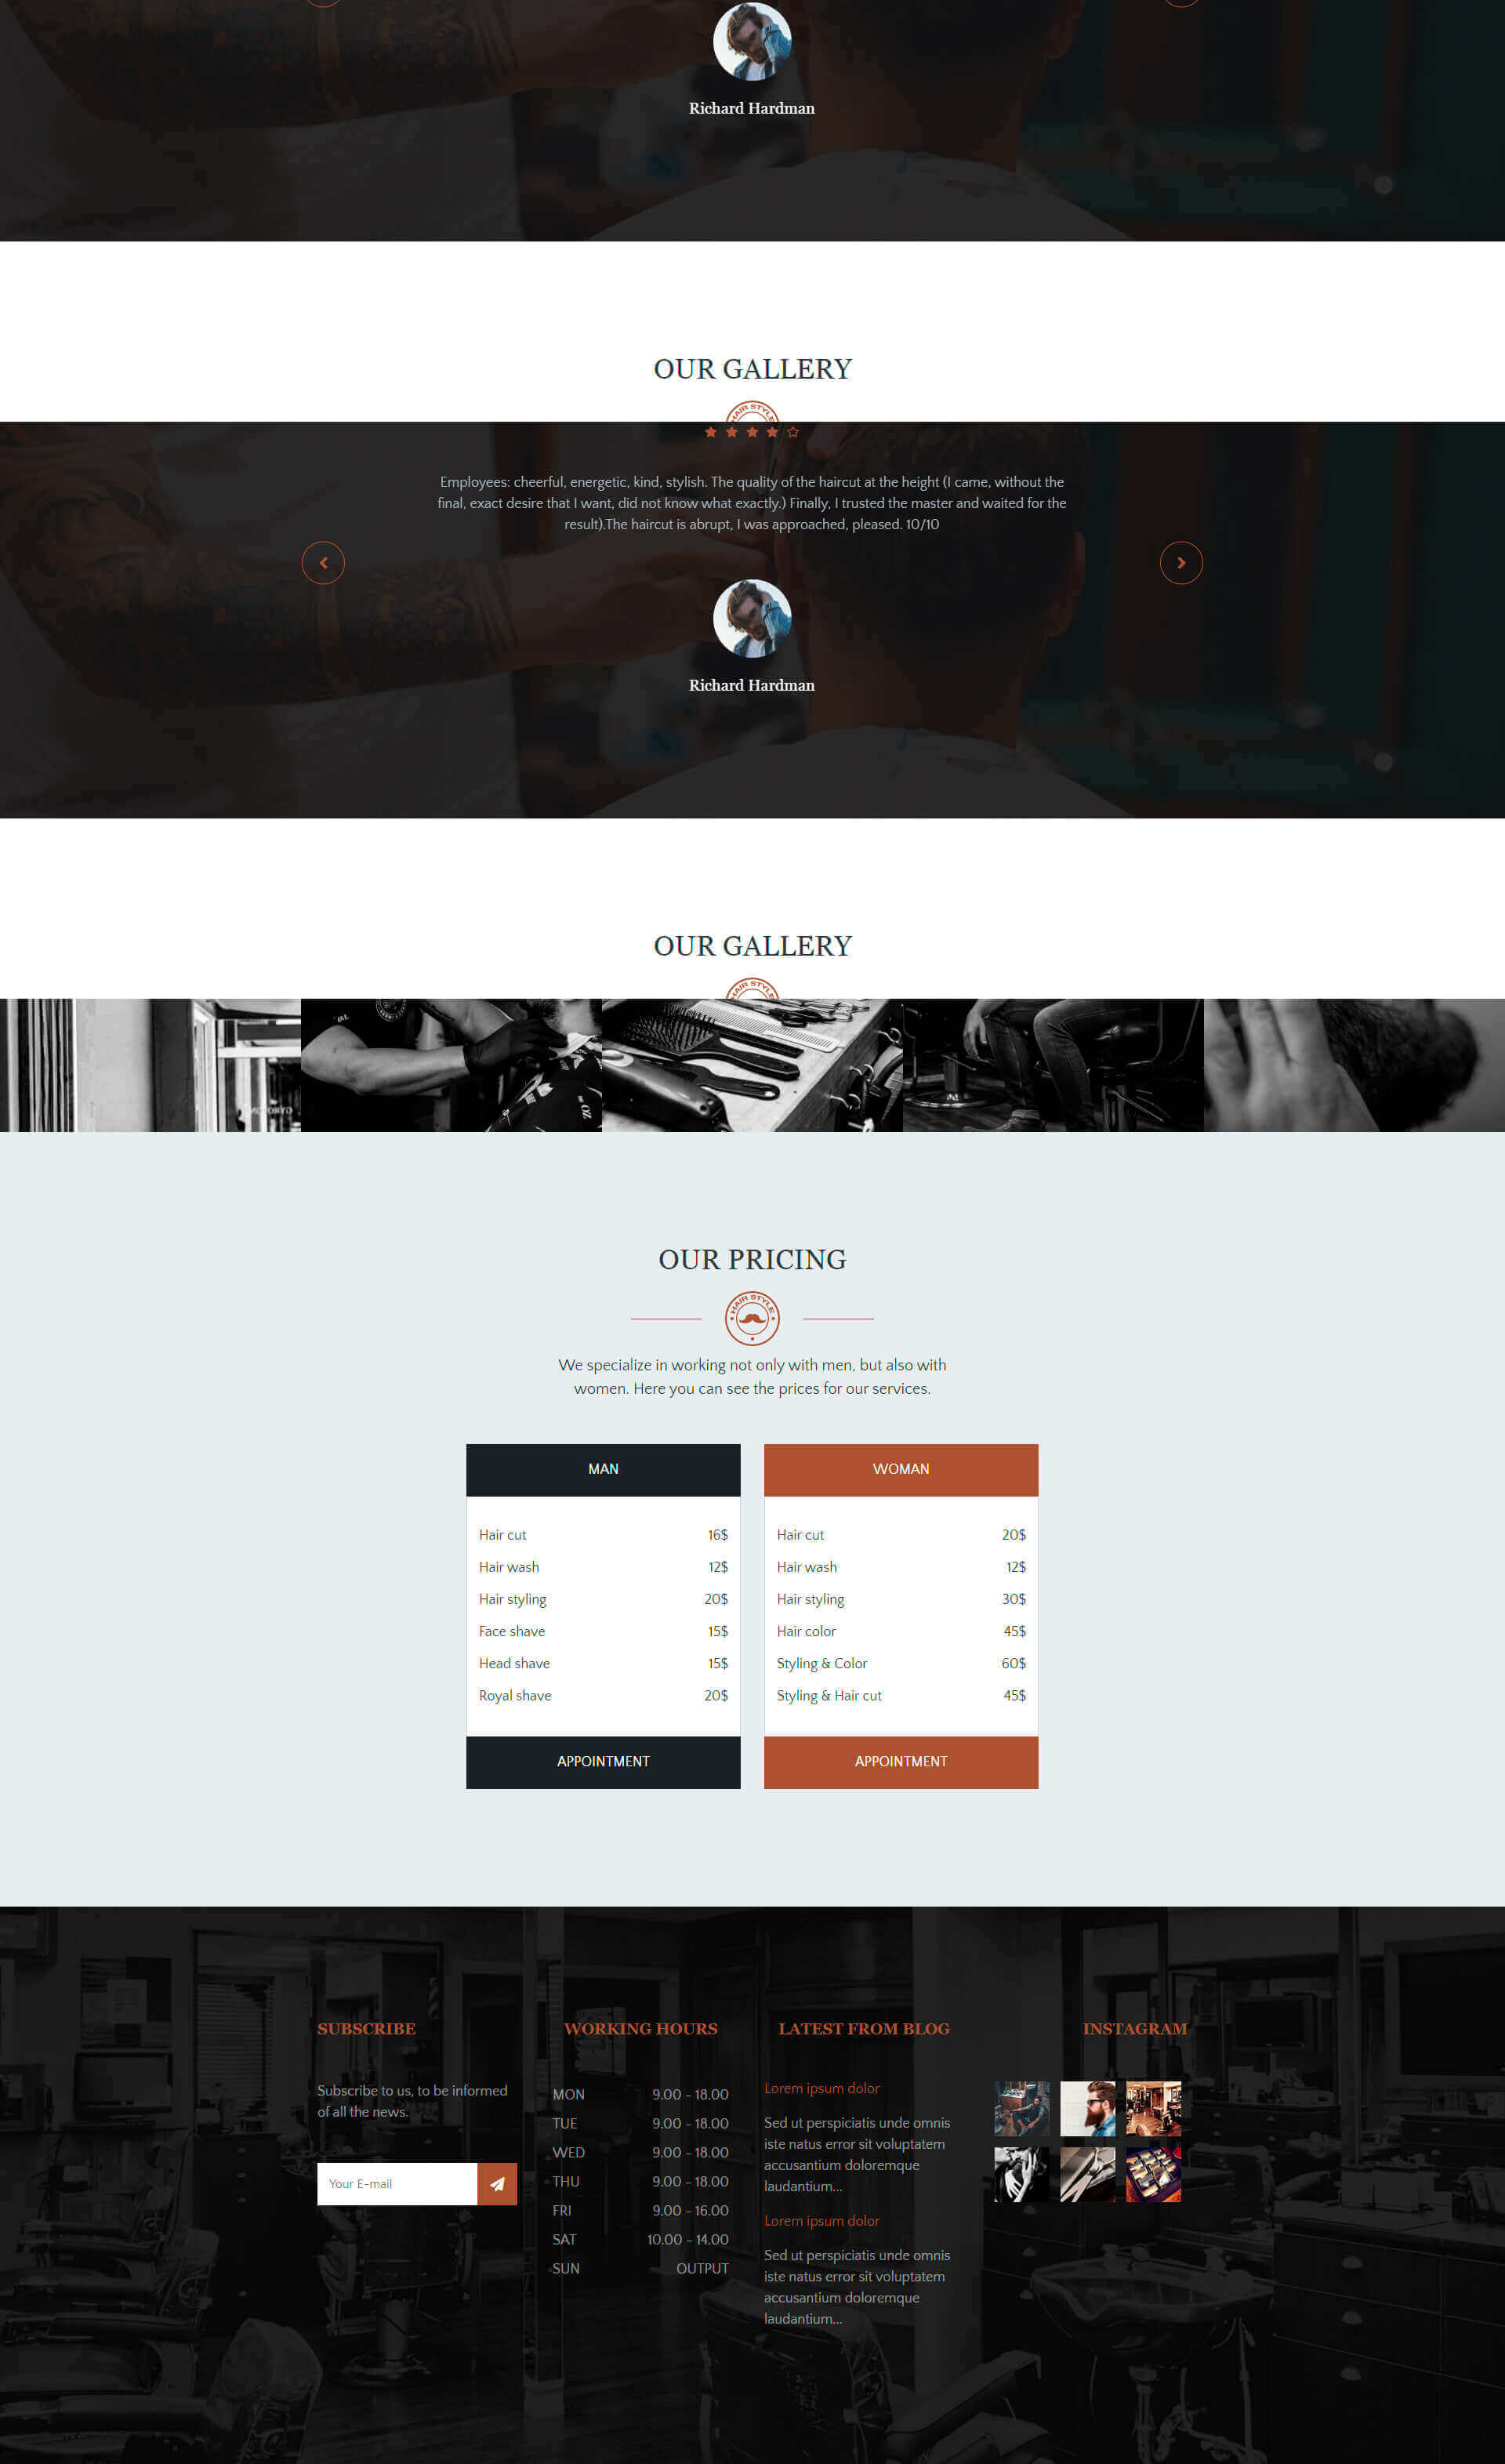 Richard Hardman
OUR GALLERY
HAIR STYLE
Employees: cheerful, energetic, kind, stylish. The quality of the haircut at the height (I came, without the
final, exact desire that I want, did not know what exactly.) Finally, I trusted the master and waited for the
result).The haircut is abrupt, I was approached, pleased. 10/10
Richard Hardman
OUR GALLERY
HAIR STYLE
OUR PRICING
HAIR STYLE
We specialize in working not only with men, but also with
women. Here you can see the prices for our services.
MAN
Hair cut 16$
Hair wash 12$
Hair styling 20$
Face shave 15$
Head shave 15$
Royal shave 20$
APPOINTMENT
WOMAN
Hair cut 20$
Hair wash 12$
Hair styling 30$
Hair color 45$
Styling & Color 60$
Styling & Hair cut 45$
APPOINTMENT
SUBSCRIBE
Subscribe to us, to be informed
of all the news.
Your E-mail
WORKING HOURS
MON 9.00 - 18.00
TUE 9.00 - 18.00
WED 9.00 - 18.00
THU 9.00 - 18.00
FRI 9.00 - 16.00
SAT 10.00 - 14.00
SUN OUTPUT
LATEST FROM BLOG
Lorem ipsum dolor
Sed ut perspiciatis unde omnis
iste natus error sit voluptatem
accusantium doloremque
laudantium...
Lorem ipsum dolor
Sed ut perspiciatis unde omnis
iste natus error sit voluptatem
accusantium doloremque
laudantium...
INSTAGRAM